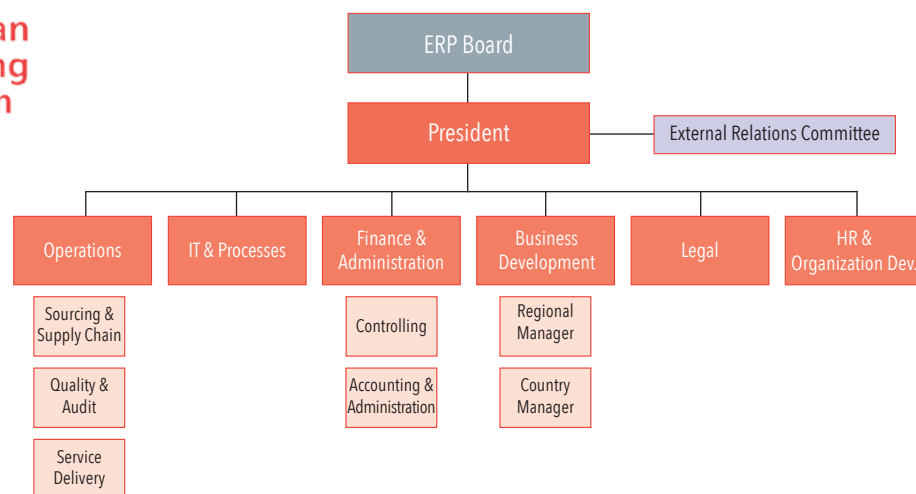 ERP Board
President
External Relations Committee
Operations
IT & Processes
Finance &
Administration
Business
Development
Legal
HR &
Organization Dev.
Sourcing &
Supply Chain
Quality &
Audit
Service
Delivery
Controlling
Accounting &
Administration
Regional
Manager
Country
Manager